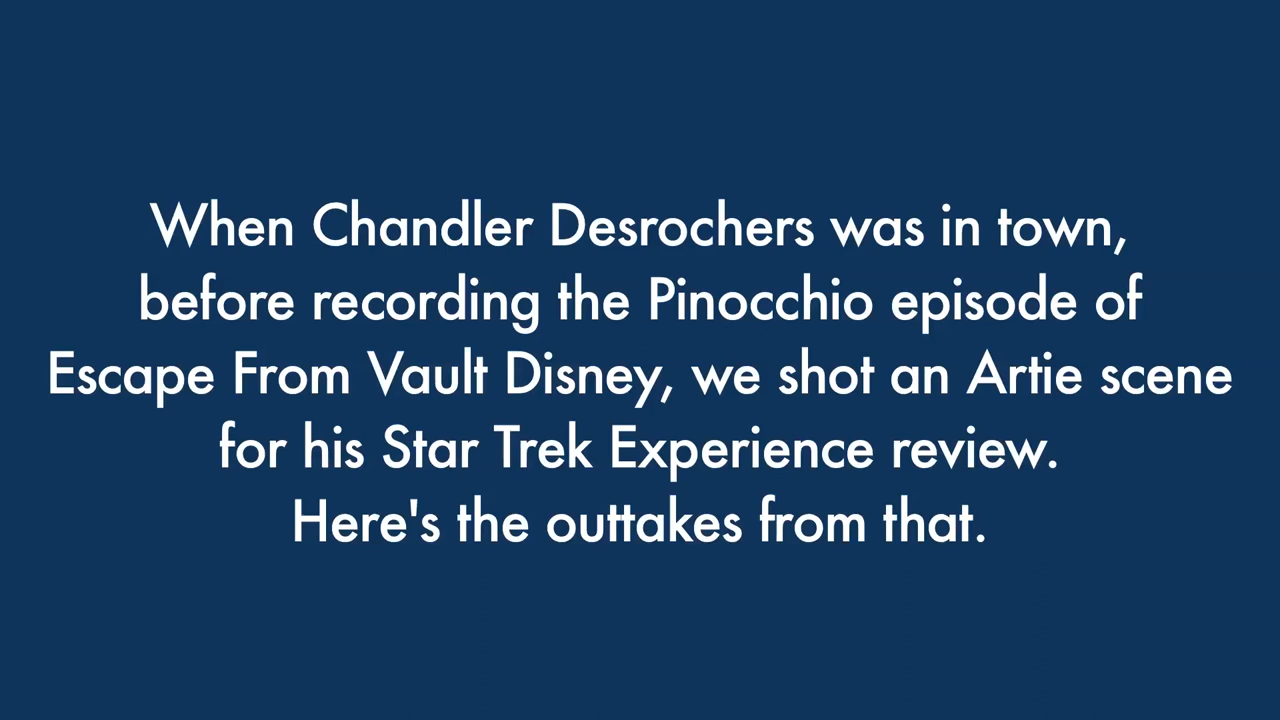 When Chandler Desrochers was in town,
before recording the Pinocchio episode of
Escape From Vault Disney, we shot an Artie scene
for his Star Trek Experience review.
Here's the outtakes from that.